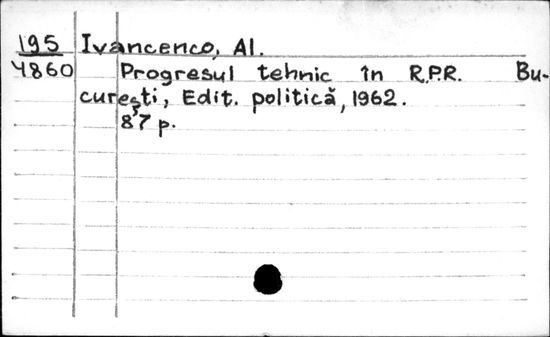 195 Ivancenco, Al.
4860 Progresul tehnic în R.P.R. Bu-
curești, Edit. politică, 1962.
87 p.